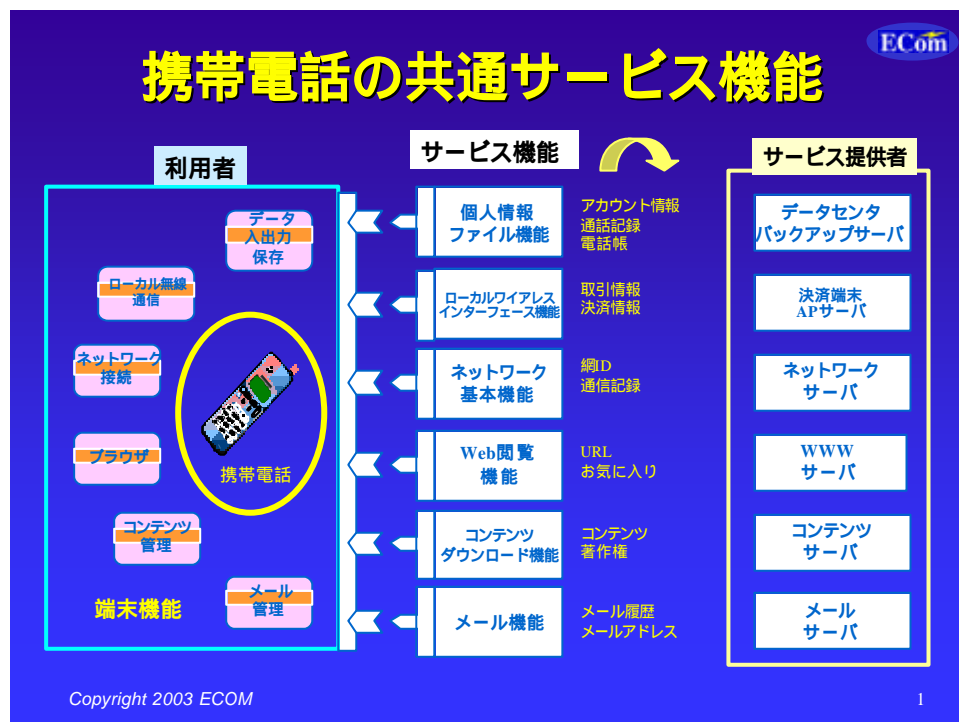 ECom
携帯電話の共通サービス機能
利用者
サービス機能
サービス提供者
データ
入出力
保存
ローカル無線
通信
ネットワーク
接続
ブラウザ
コンテンツ
管理
メール
管理
携帯電話
端末機能
個人情報
ファイル機能
アカウント情報
通話記録
電話帳
データセンタ
バックアップサーバ
ローカルワイアレス
インターフェース機能
取引情報
決済情報
決済端末
APサーバ
ネットワーク
基本機能
網ID
通信記録
ネットワーク
サーバ
Web閲覧
機能
URL
お気に入り
WWW
サーバ
コンテンツ
ダウンロード機能
コンテンツ
著作権
コンテンツ
サーバ
メール機能
メール履歴
メールアドレス
メール
サーバ
Copyright 2003 ECOM
1